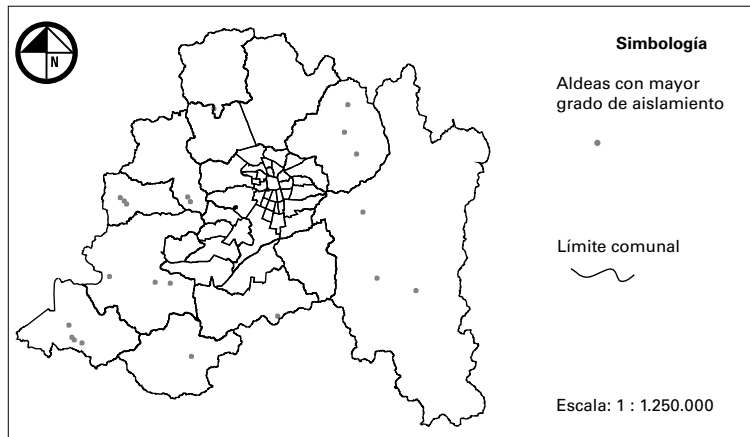 N
Simbología
Aldeas con mayor
grado de aislamiento
Límite comunal
Escala: 1 : 1.250.000